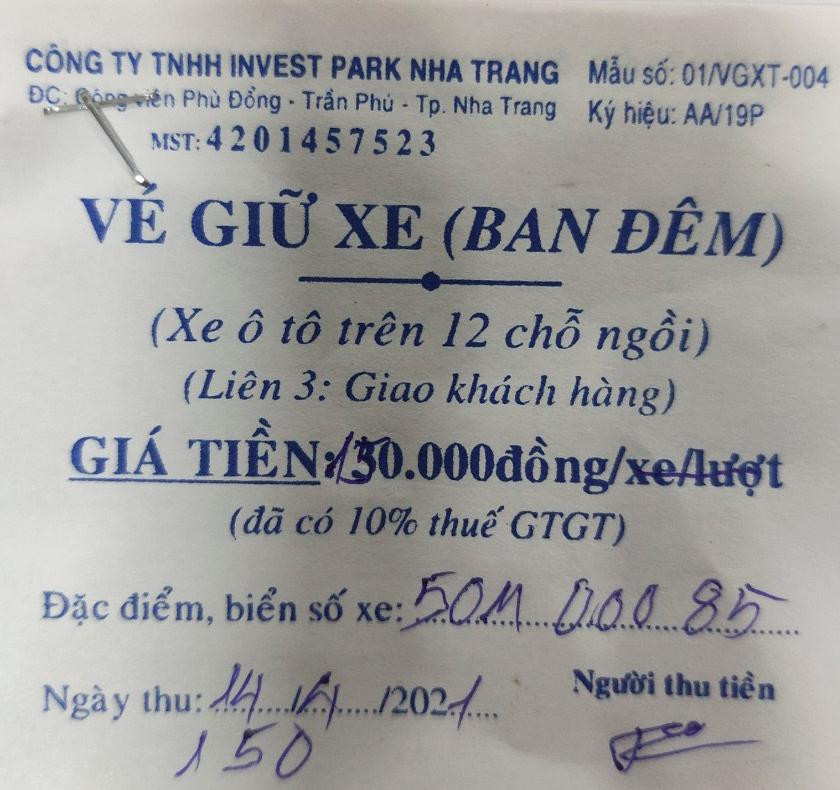 CÔNG TY TNHH INVEST PARK NHA TRANG
ĐC: Công viên Phù Đổng - Trần Phú - Tp. Nha Trang
MST: 4201457523
Mẫu số: 01/VGXT-004
Ký hiệu: AA/19P
VÉ GIỮ XE (BAN ĐÊM)
(Xe ô tô trên 12 chỗ ngồi)
(Liên 3: Giao khách hàng)
GIÁ TIỀN: 150.000đồng/xe/lượt
(đã có 10% thuế GTGT)
Đặc điểm, biển số xe: 50M 000 85
Ngày thu: 14/4/2021
150
Người thu tiền